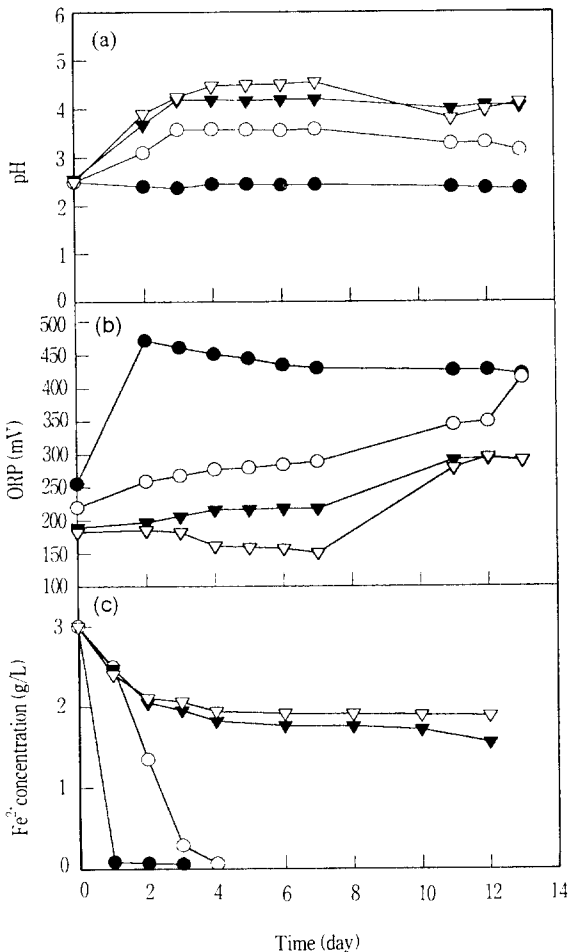 (a)
6
5
4
3
2
1
0
pH
(b)
500
450
400
350
300
250
200
150
100
ORP (mV)
(c)
3
2
1
0
Fe2+ concentration (g/L)
0 2 4 6 8 10 12 14
Time (day)